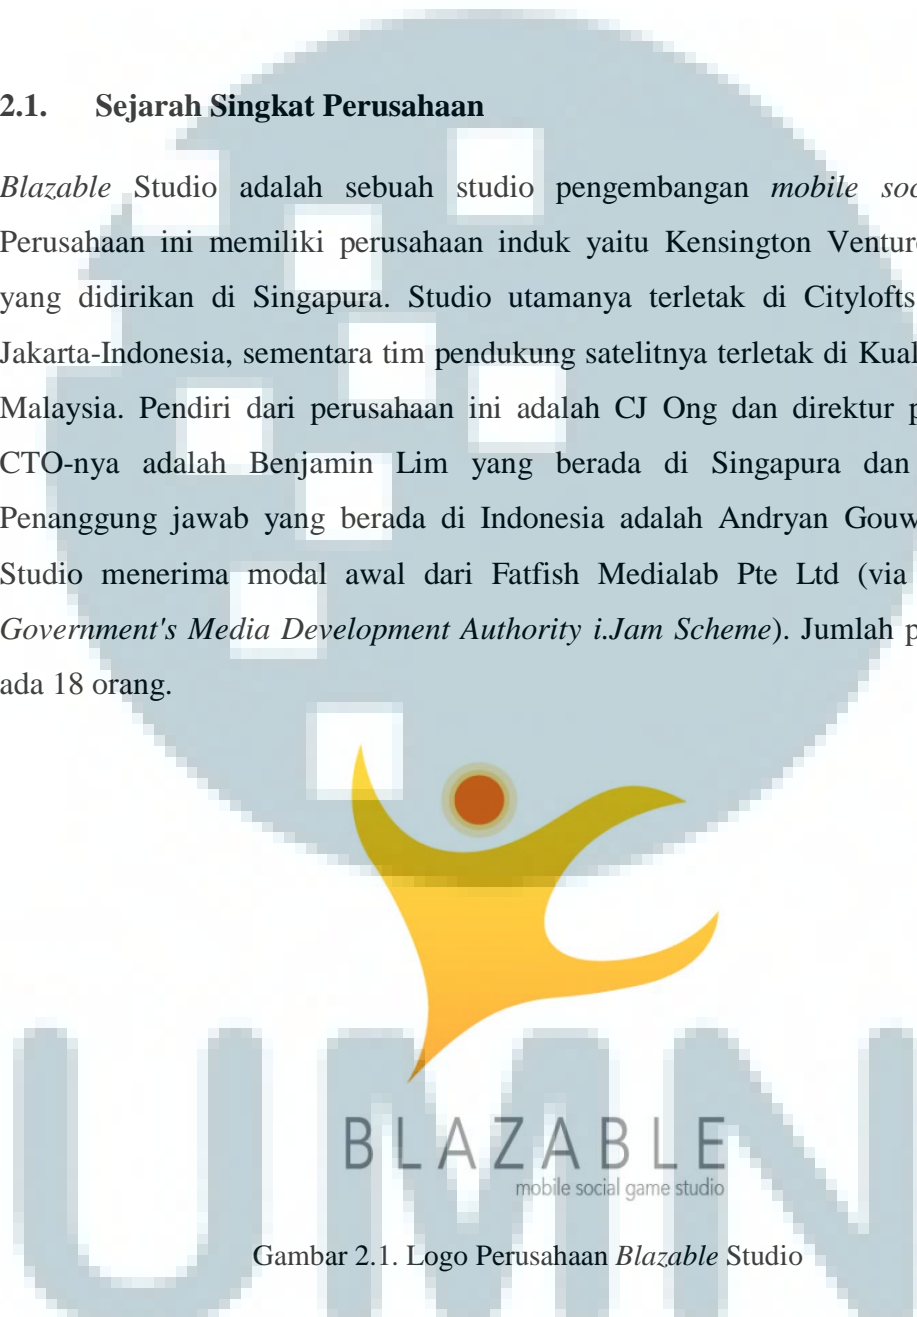 2.1. Sejarah Singkat Perusahaan
Blazable Studio adalah sebuah studio pengembangan mobile
Perusahaan ini memiliki perusahaan induk yaitu Kensington
yang didirikan di Singapura. Studio utamanya terletak di Citylofts
Jakarta-Indonesia, sementara tim pendukung satelitnya terletak di
Malaysia. Pendiri dari perusahaan ini adalah CJ Ong dan direktur
CTO-nya adalah Benjamin Lim yang berada di Singapura dan
Penanggung jawab yang berada di Indonesia adalah Andryan
Studio menerima modal awal dari Fatfish Medialab Pte Ltd (via
Government's Media Development Authority i.Jam Scheme). Jumlah
ada 18 orang.
BLAZABLE
mobile social game studio
UMN
Gambar 2.1. Logo Perusahaan Blazable Studio